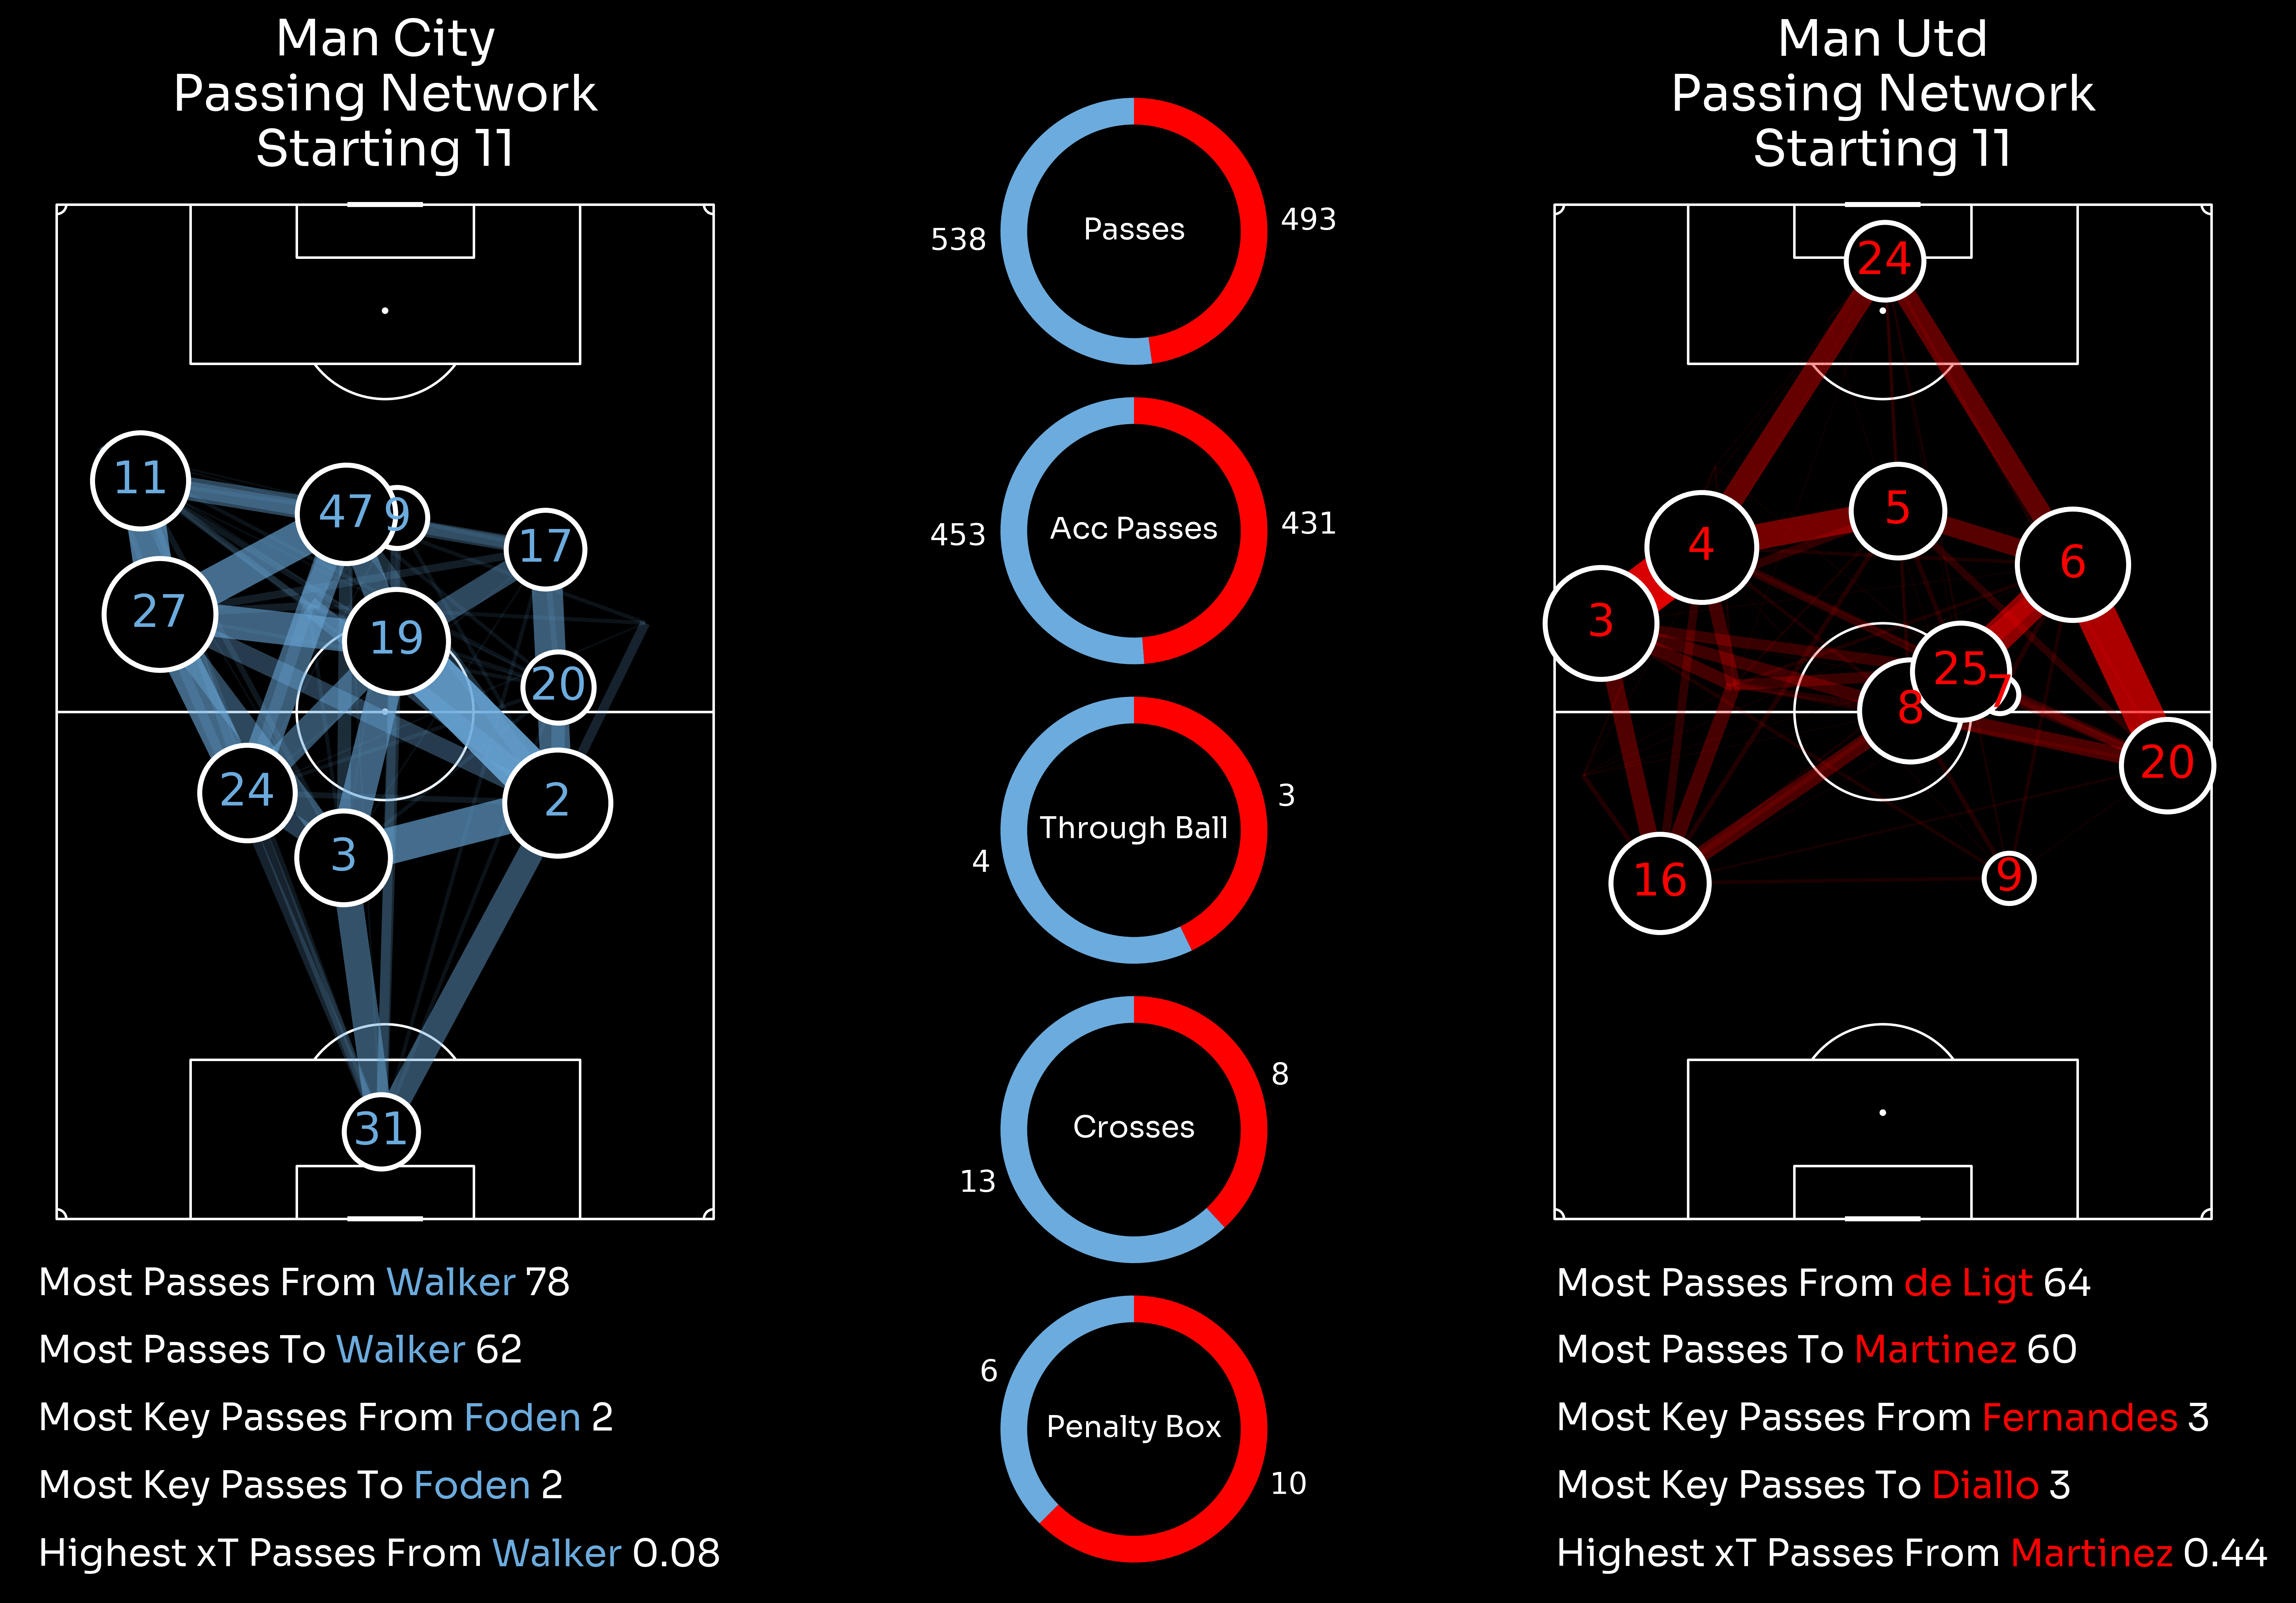 Man City
Passing Network
Starting 11
11
47
9
17
27
19
20
24
2
3
31
Most Passes From Walker 78
Most Passes To Walker 62
Most Key Passes From Foden 2
Most Key Passes To Foden 2
Highest xT Passes From Walker 0.08
538
Passes
493
453
Acc Passes
431
Through Ball
3
4
Crosses
8
13
6
Penalty Box
10
Man Utd
Passing Network
Starting 11
24
5
4
6
3
25
7
8
20
16
9
Most Passes From de Ligt 64
Most Passes To Martinez 60
Most Key Passes From Fernandes 3
Most Key Passes To Diallo 3
Highest xT Passes From Martinez 0.44